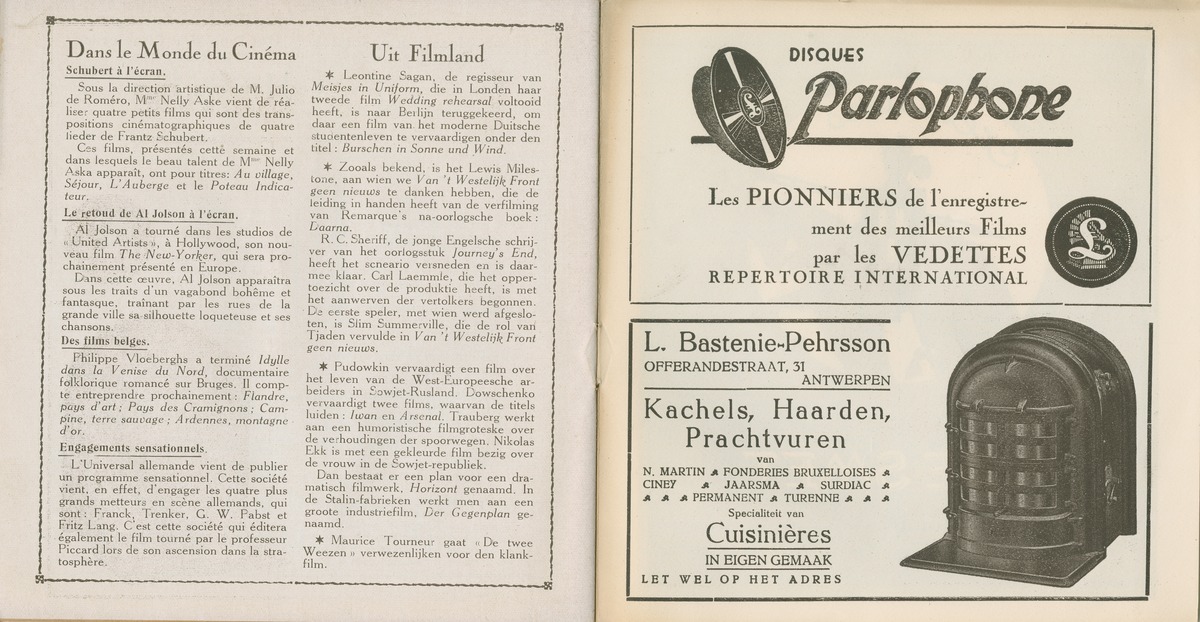 Dans le Monde du Cinéma
Schubert à l'écran.
Sous la direction artistique de M. Julio
de Roméro, Mme Nelly Aske vient de réa-
liser quatre petits films qui sont des trans-
positions cinématographiques de quatre
lieder de Frantz Schubert.
Ces films, présentés cette semaine et
dans lesquels le beau talent de Mme Nelly
Aska apparaît, ont pour titres: Au village,
Séjour, L'Auberge et le Poteau Indica-
teur.
Le retoud de Al Jolson à l'écran.
Al Jolson a tourné dans les studios de
« United Artists », à Hollywood, son nou-
veau film The New-Yorker, qui sera pro-
chainement présenté en Europe.
Dans cette œuvre, Al Jolson apparaîtra
sous les traits d'un vagabond bohême et
fantasque, traînant par les rues de la
grande ville sa silhouette loqueteuse et ses
chansons.
Des films belges.
Philippe Vloeberghs a terminé Idylle
dans la Venise du Nord, documentaire
folklorique romancé sur Bruges. Il comp-
te entreprendre prochainement : Flandre,
pays d'art ; Pays des Cramignons ; Cam-
pine, terre sauvage ; Ardennes, montagne
d'or.
Engagements sensationnels.
L'Universal allemande vient de publier
un programme sensationnel. Cette société
vient, en effet, d'engager les quatre plus
grands metteurs en scène allemands, qui
sont : Franck, Trenker, G. W. Pabst et
Fritz Lang. C'est cette société qui éditera
également le film tourné par le professeur
Piccard lors de son ascension dans la stra-
tosphère.
Uit Filmland
✶ Leontine Sagan, de regisseur van
Meisjes in Uniform, die in Londen haar
tweede film Wedding rehearsal voltooid
heeft, is naar Berlijn teruggekeerd, om
daar een film van het moderne Duitsche
studentenleven te vervaardigen onder den
titel : Burschen in Sonne und Wind.
✶ Zooals bekend, is het Lewis Miles-
tone, aan wien we Van 't Westelijk Front
geen nieuws te danken hebben, die de
leiding in handen heeft van de verfilming
van Remarque's na-oorlogsche boek :
Daarna.
R. C. Sheriff, de jonge Engelsche schrij-
ver van het oorlogsstuk Journey's End,
heeft het scneario versneden en is daar-
mee klaar. Carl Laemmle, die het opper-
toezicht over de produktie heeft, is met
het aanwerven der vertolkers begonnen.
De eerste speler, met wien werd afgeslo-
ten, is Slim Summerville, die de rol van
Tjaden vervulde in Van 't Westelijk Front
geen nieuws.
✶ Pudowkin vervaardigt een film over
het leven van de West-Europeesche ar-
beiders in Sowjet-Rusland. Dowschenko
vervaardigt twee films, waarvan de titels
luiden : Iwan en Arsenal. Trauberg werkt
aan een humoristische filmgroteske over
de verhoudingen der spoorwegen. Nikolas
Ekk is met een gekleurde film bezig over
de vrouw in de Sowjet-republiek.
Dan bestaat er een plan voor een dra-
matisch filmwerk, Horizont genaamd. In
de Stalin-fabrieken werkt men aan een
groote industriefilm, Der Gegenplan ge-
naamd.
✶ Maurice Tourneur gaat « De twee
Weezen » verwezenlijken voor den klank-
film.
DISQUES
Parlophone
Les PIONNIERS de l'enregistre-
ment des meilleurs Films
par les VEDETTES
REPERTOIRE INTERNATIONAL
£
L. Bastenie-Pehrsson
OFFERANDESTRAAT, 31
ANTWERPEN
Kachels, Haarden,
Prachtvuren
van
N. MARTIN FONDERIES BRUXELLOISES
CINEY JAARSMA SURDIAC
PERMANENT TURENNE
Specialiteit van
Cuisinières
IN EIGEN GEMAAK
LET WEL OP HET ADRES